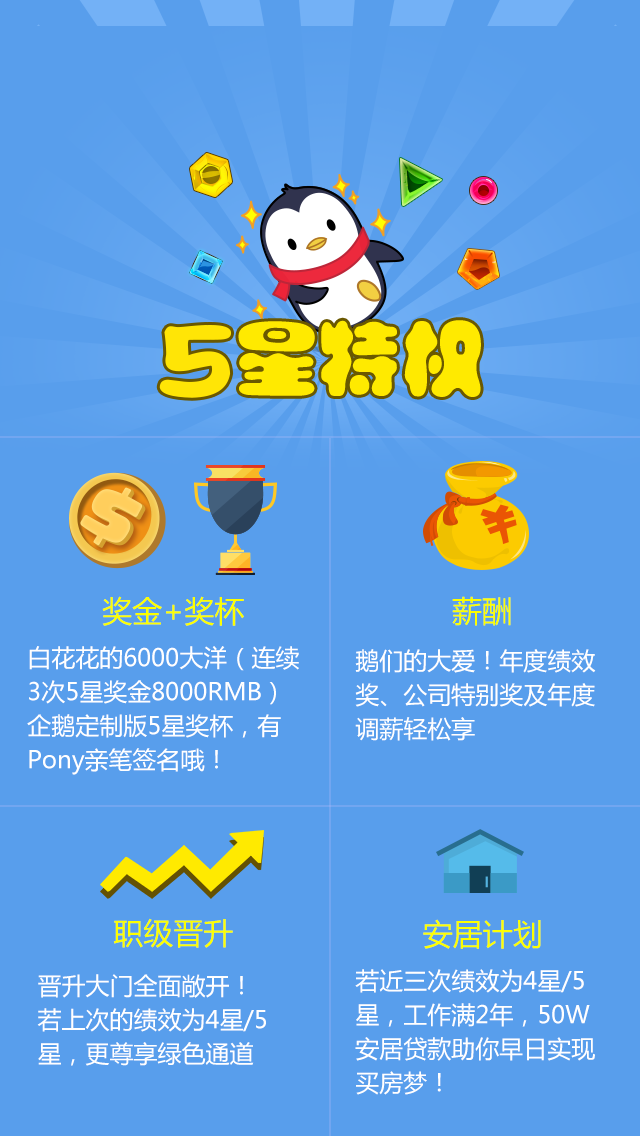 5星特权
奖金+奖杯
白花花的6000大洋（连续
3次5星奖金8000RMB）
企鹅定制版5星奖杯，有
Pony亲笔签名哦！
薪酬
鹅们的大爱！年度绩效
奖、公司特别奖及年度
调薪轻松享
职级晋升
晋升大门全面敞开！
若上次的绩效为4星/5
星，更尊享绿色通道
安居计划
若近三次绩效为4星/5
星，工作满2年，50W
安居贷款助你早日实现
买房梦！